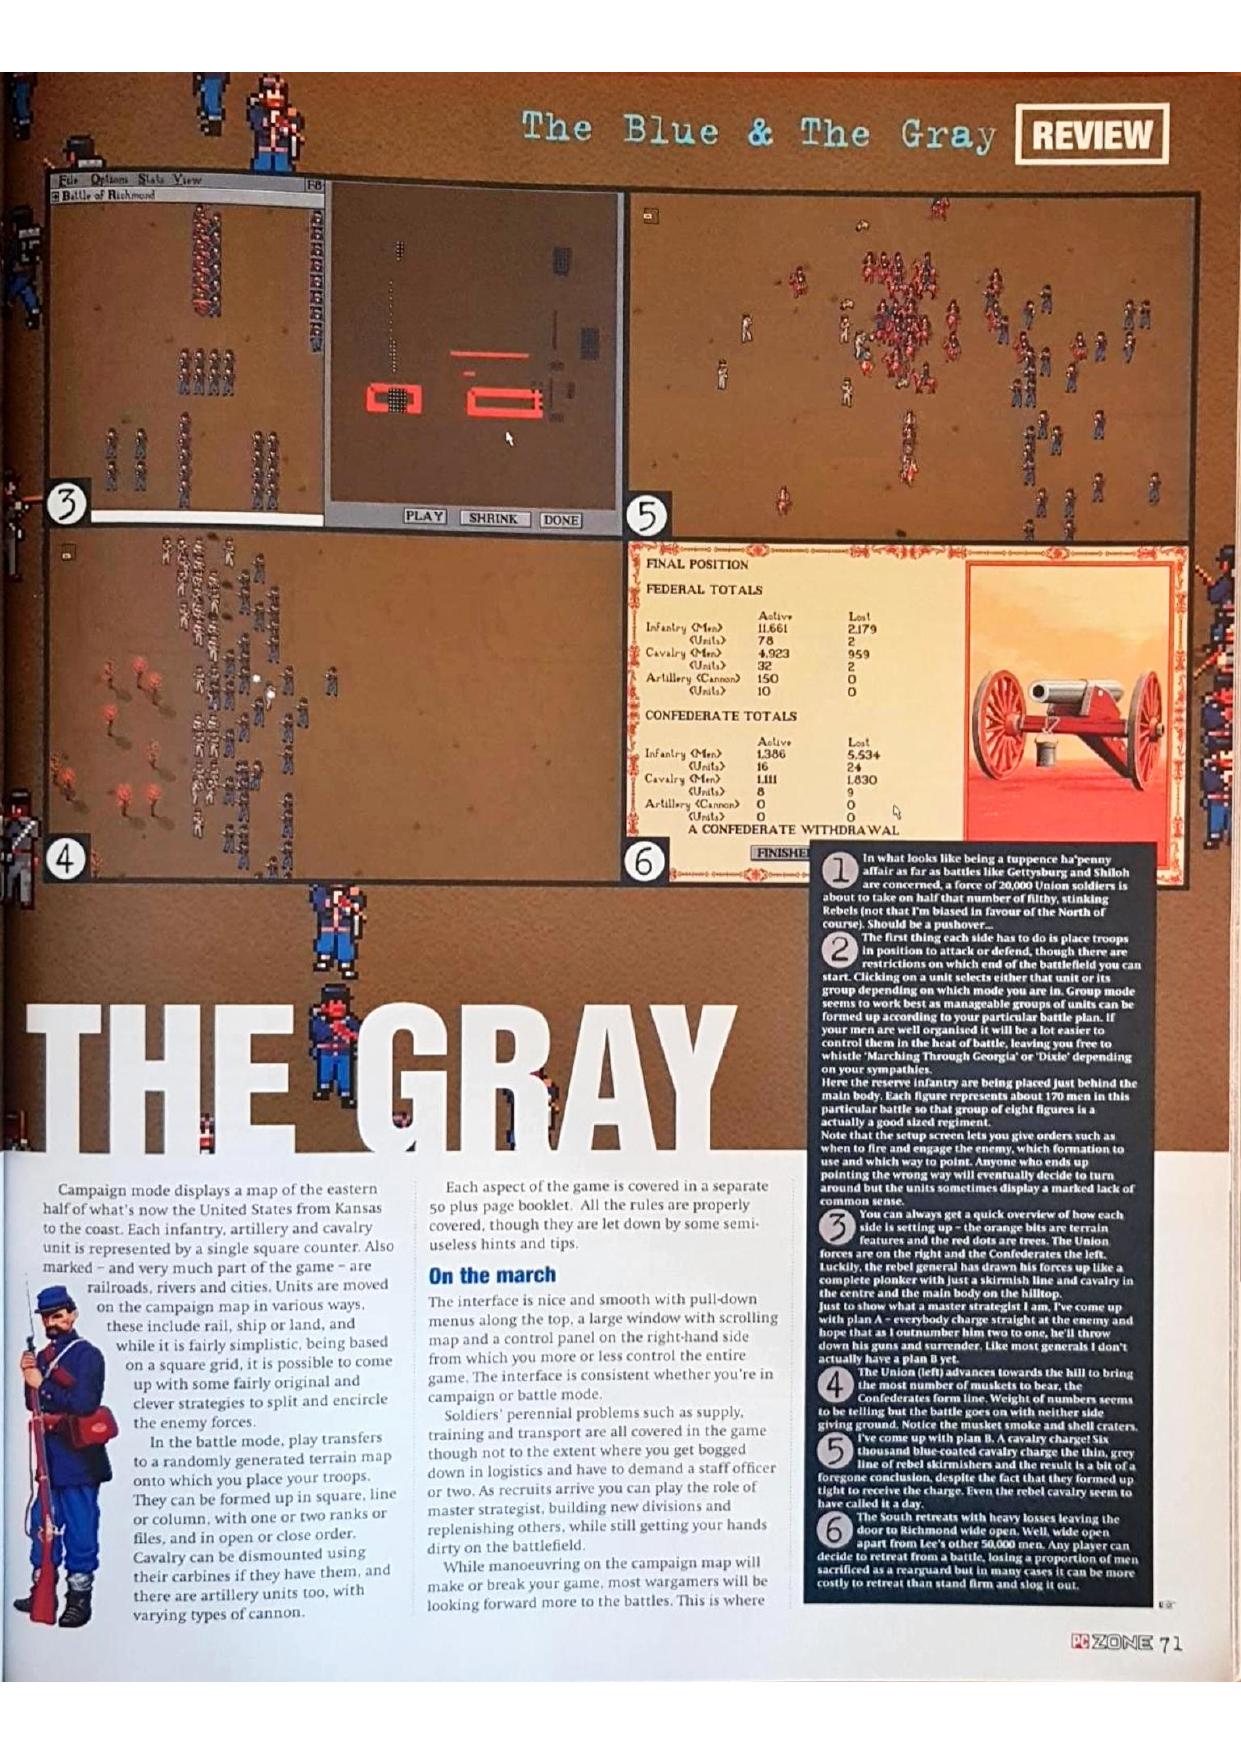 The Blue & The Gray REVIEW
File Options Stats View
F8
Battle of Richmond
3
PLAY SHRINK DONE
5
4
FINAL POSITION
FEDERAL TOTALS
Active Lost
Infantry (Men) 11,661 2,179
(Units) 78 2
Cavalry (Men) 4,923 959
(Units) 32 2
Artillery (Cannon) 150 0
(Units) 10 0
CONFEDERATE TOTALS
Active Lost
Infantry (Men) 1,386 5,534
(Units) 16 24
Cavalry (Men) 1,111 1,830
(Units) 8 9
Artillery (Cannon) 0 0
(Units) 0 0
A CONFEDERATE WITHDRAWAL
6
FINISHE
THE GRAY
Campaign mode displays a map of the eastern
half of what's now the United States from Kansas
to the coast. Each infantry, artillery and cavalry
unit is represented by a single square counter. Also
marked – and very much part of the game – are
railroads, rivers and cities. Units are moved
on the campaign map in various ways,
these include rail, ship or land, and
while it is fairly simplistic, being based
on a square grid, it is possible to come
up with some fairly original and
clever strategies to split and encircle
the enemy forces.
In the battle mode, play transfers
to a randomly generated terrain map
onto which you place your troops.
They can be formed up in square, line
or column, with one or two ranks or
files, and in open or close order.
Cavalry can be dismounted using
their carbines if they have them, and
there are artillery units too, with
varying types of cannon.
Each aspect of the game is covered in a separate
50 plus page booklet. All the rules are properly
covered, though they are let down by some semi-
useless hints and tips.
On the march
The interface is nice and smooth with pull-down
menus along the top, a large window with scrolling
map and a control panel on the right-hand side
from which you more or less control the entire
game. The interface is consistent whether you're in
campaign or battle mode.
Soldiers' perennial problems such as supply,
training and transport are all covered in the game
though not to the extent where you get bogged
down in logistics and have to demand a staff officer
or two. As recruits arrive you can play the role of
master strategist, building new divisions and
replenishing others, while still getting your hands
dirty on the battlefield.
While manoeuvring on the campaign map will
make or break your game, most wargamers will be
looking forward more to the battles. This is where
1 In what looks like being a tuppence ha'penny
affair as far as battles like Gettysburg and Shiloh
are concerned, a force of 20,000 Union soldiers is
about to take on half that number of filthy, stinking
Rebels (not that I'm biased in favour of the North of
course). Should be a pushover...
2 The first thing each side has to do is place troops
in position to attack or defend, though there are
restrictions on which end of the battlefield you can
start. Clicking on a unit selects either that unit or its
group depending on which mode you are in. Group mode
seems to work best as manageable groups of units can be
formed up according to your particular battle plan. If
your men are well organised it will be a lot easier to
control them in the heat of battle, leaving you free to
whistle 'Marching Through Georgia' or 'Dixie' depending
on your sympathies.
Here the reserve infantry are being placed just behind the
main body. Each figure represents about 170 men in this
particular battle so that group of eight figures is a
actually a good sized regiment.
Note that the setup screen lets you give orders such as
when to fire and engage the enemy, which formation to
use and which way to point. Anyone who ends up
pointing the wrong way will eventually decide to turn
around but the units sometimes display a marked lack of
common sense.
3 You can always get a quick overview of how each
side is setting up – the orange bits are terrain
features and the red dots are trees. The Union
forces are on the right and the Confederates the left.
Luckily, the rebel general has drawn his forces up like a
complete plonker with just a skirmish line and cavalry in
the centre and the main body on the hilltop.
Just to show what a master strategist I am, I've come up
with plan A – everybody charge straight at the enemy and
hope that as I outnumber him two to one, he'll throw
down his guns and surrender. Like most generals I don't
actually have a plan B yet.
4 The Union (left) advances towards the hill to bring
the most number of muskets to bear, the
Confederates form line. Weight of numbers seems
to be telling but the battle goes on with neither side
giving ground. Notice the musket smoke and shell craters.
5 I've come up with plan B. A cavalry charge! Six
thousand blue-coated cavalry charge the thin, grey
line of rebel skirmishers and the result is a bit of a
foregone conclusion, despite the fact that they formed up
tight to receive the charge. Even the rebel cavalry seem to
have called it a day.
6 The South retreats with heavy losses leaving the
door to Richmond wide open. Well, wide open
apart from Lee's other 50,000 men. Any player can
decide to retreat from a battle, losing a proportion of men
sacrificed as a rearguard but in many cases it can be more
costly to retreat than stand firm and slog it out.
PC ZONE 71